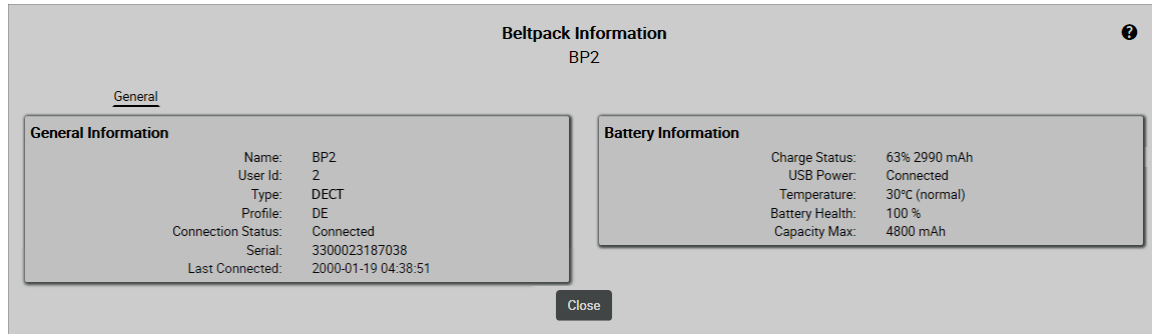 Beltpack Information
BP2
General
General Information
Name: BP2
User Id: 2
Type: DECT
Profile: DE
Connection Status: Connected
Serial: 3300023187038
Last Connected: 2000-01-19 04:38:51
Battery Information
Charge Status: 63% 2990 mAh
USB Power: Connected
Temperature: 30°C (normal)
Battery Health: 100 %
Capacity Max: 4800 mAh
Close